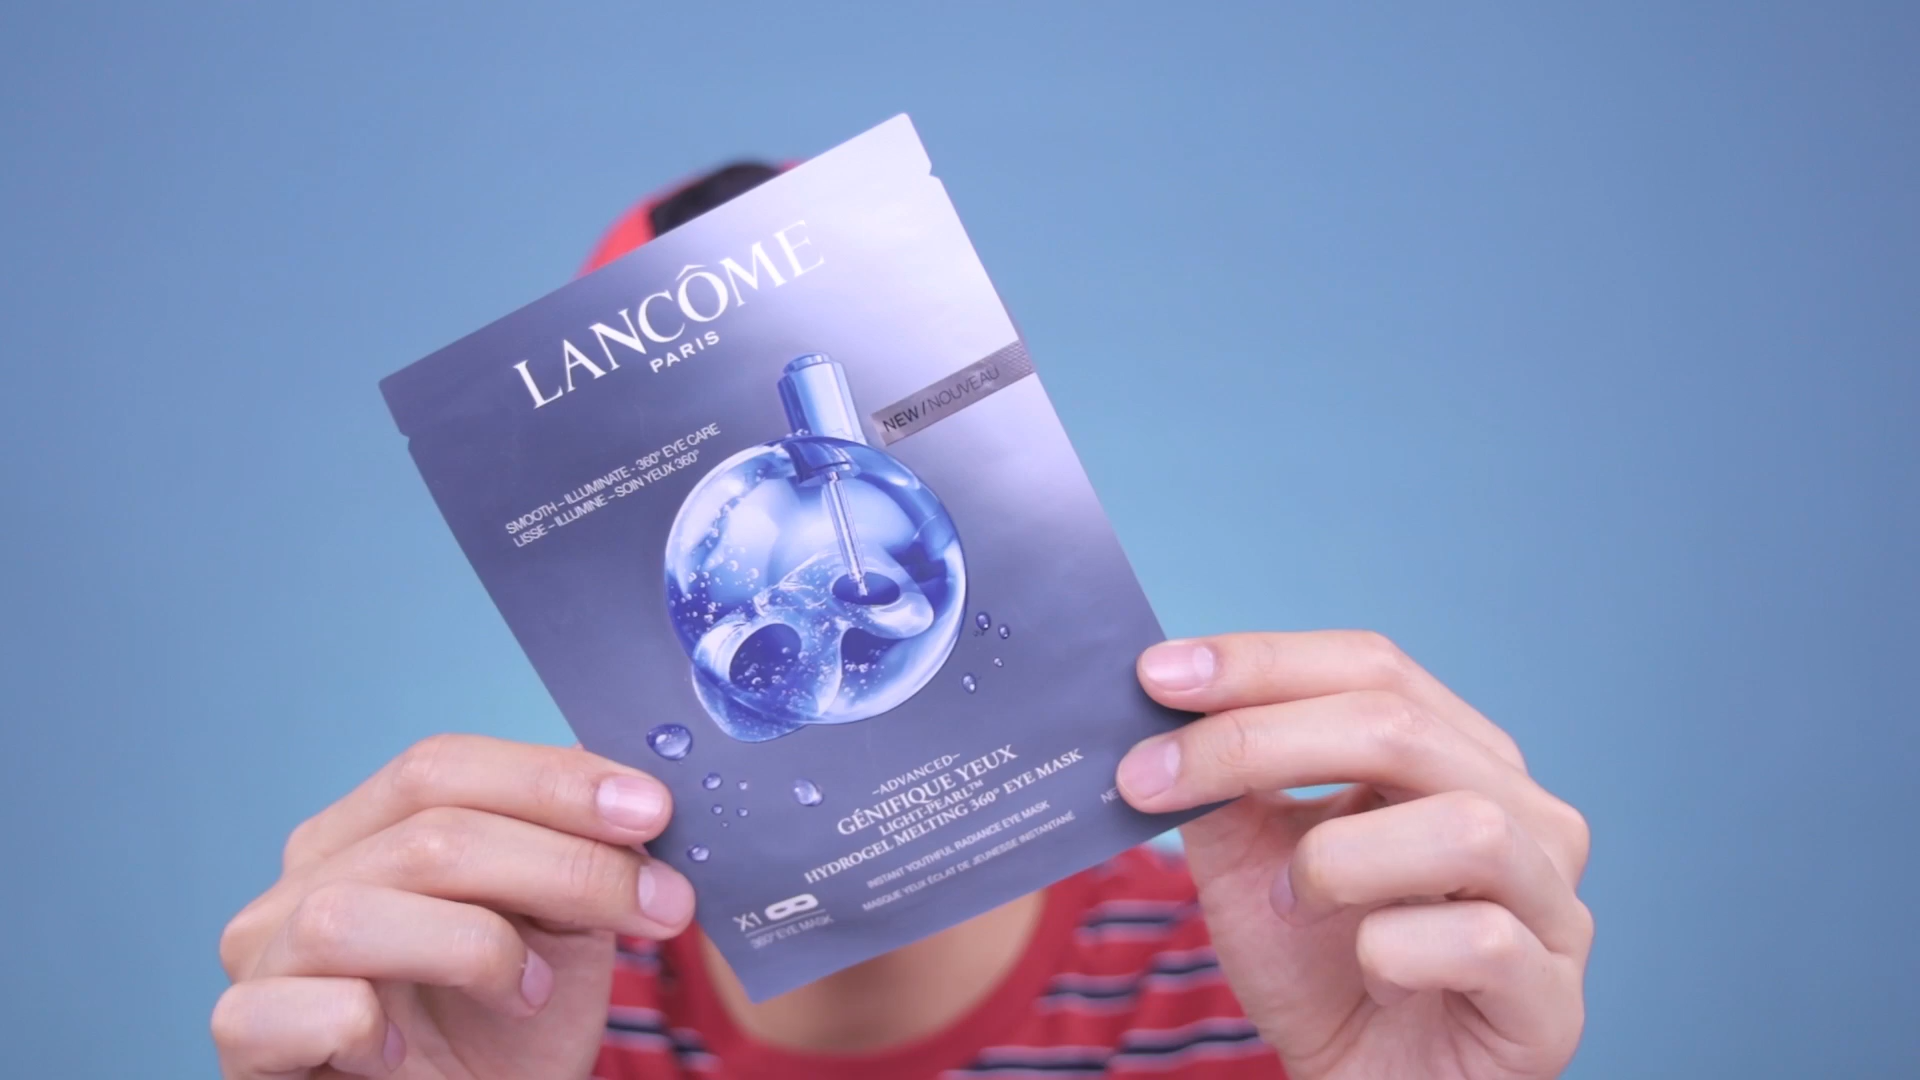 LANCÔME
PARIS
NEW/NOUVEAU
SMOOTH – ILLUMINATE - 360° EYE CARE
LISSE – ILLUMINE – SOIN YEUX 360°
–ADVANCED–
GÉNIFIQUE YEUX
LIGHT-PEARL™
HYDROGEL MELTING 360° EYE MASK
INSTANT YOUTHFUL RADIANCE EYE MASK
MASQUE YEUX ÉCLAT DE JEUNESSE INSTANTANÉ
X1
360° EYE MASK